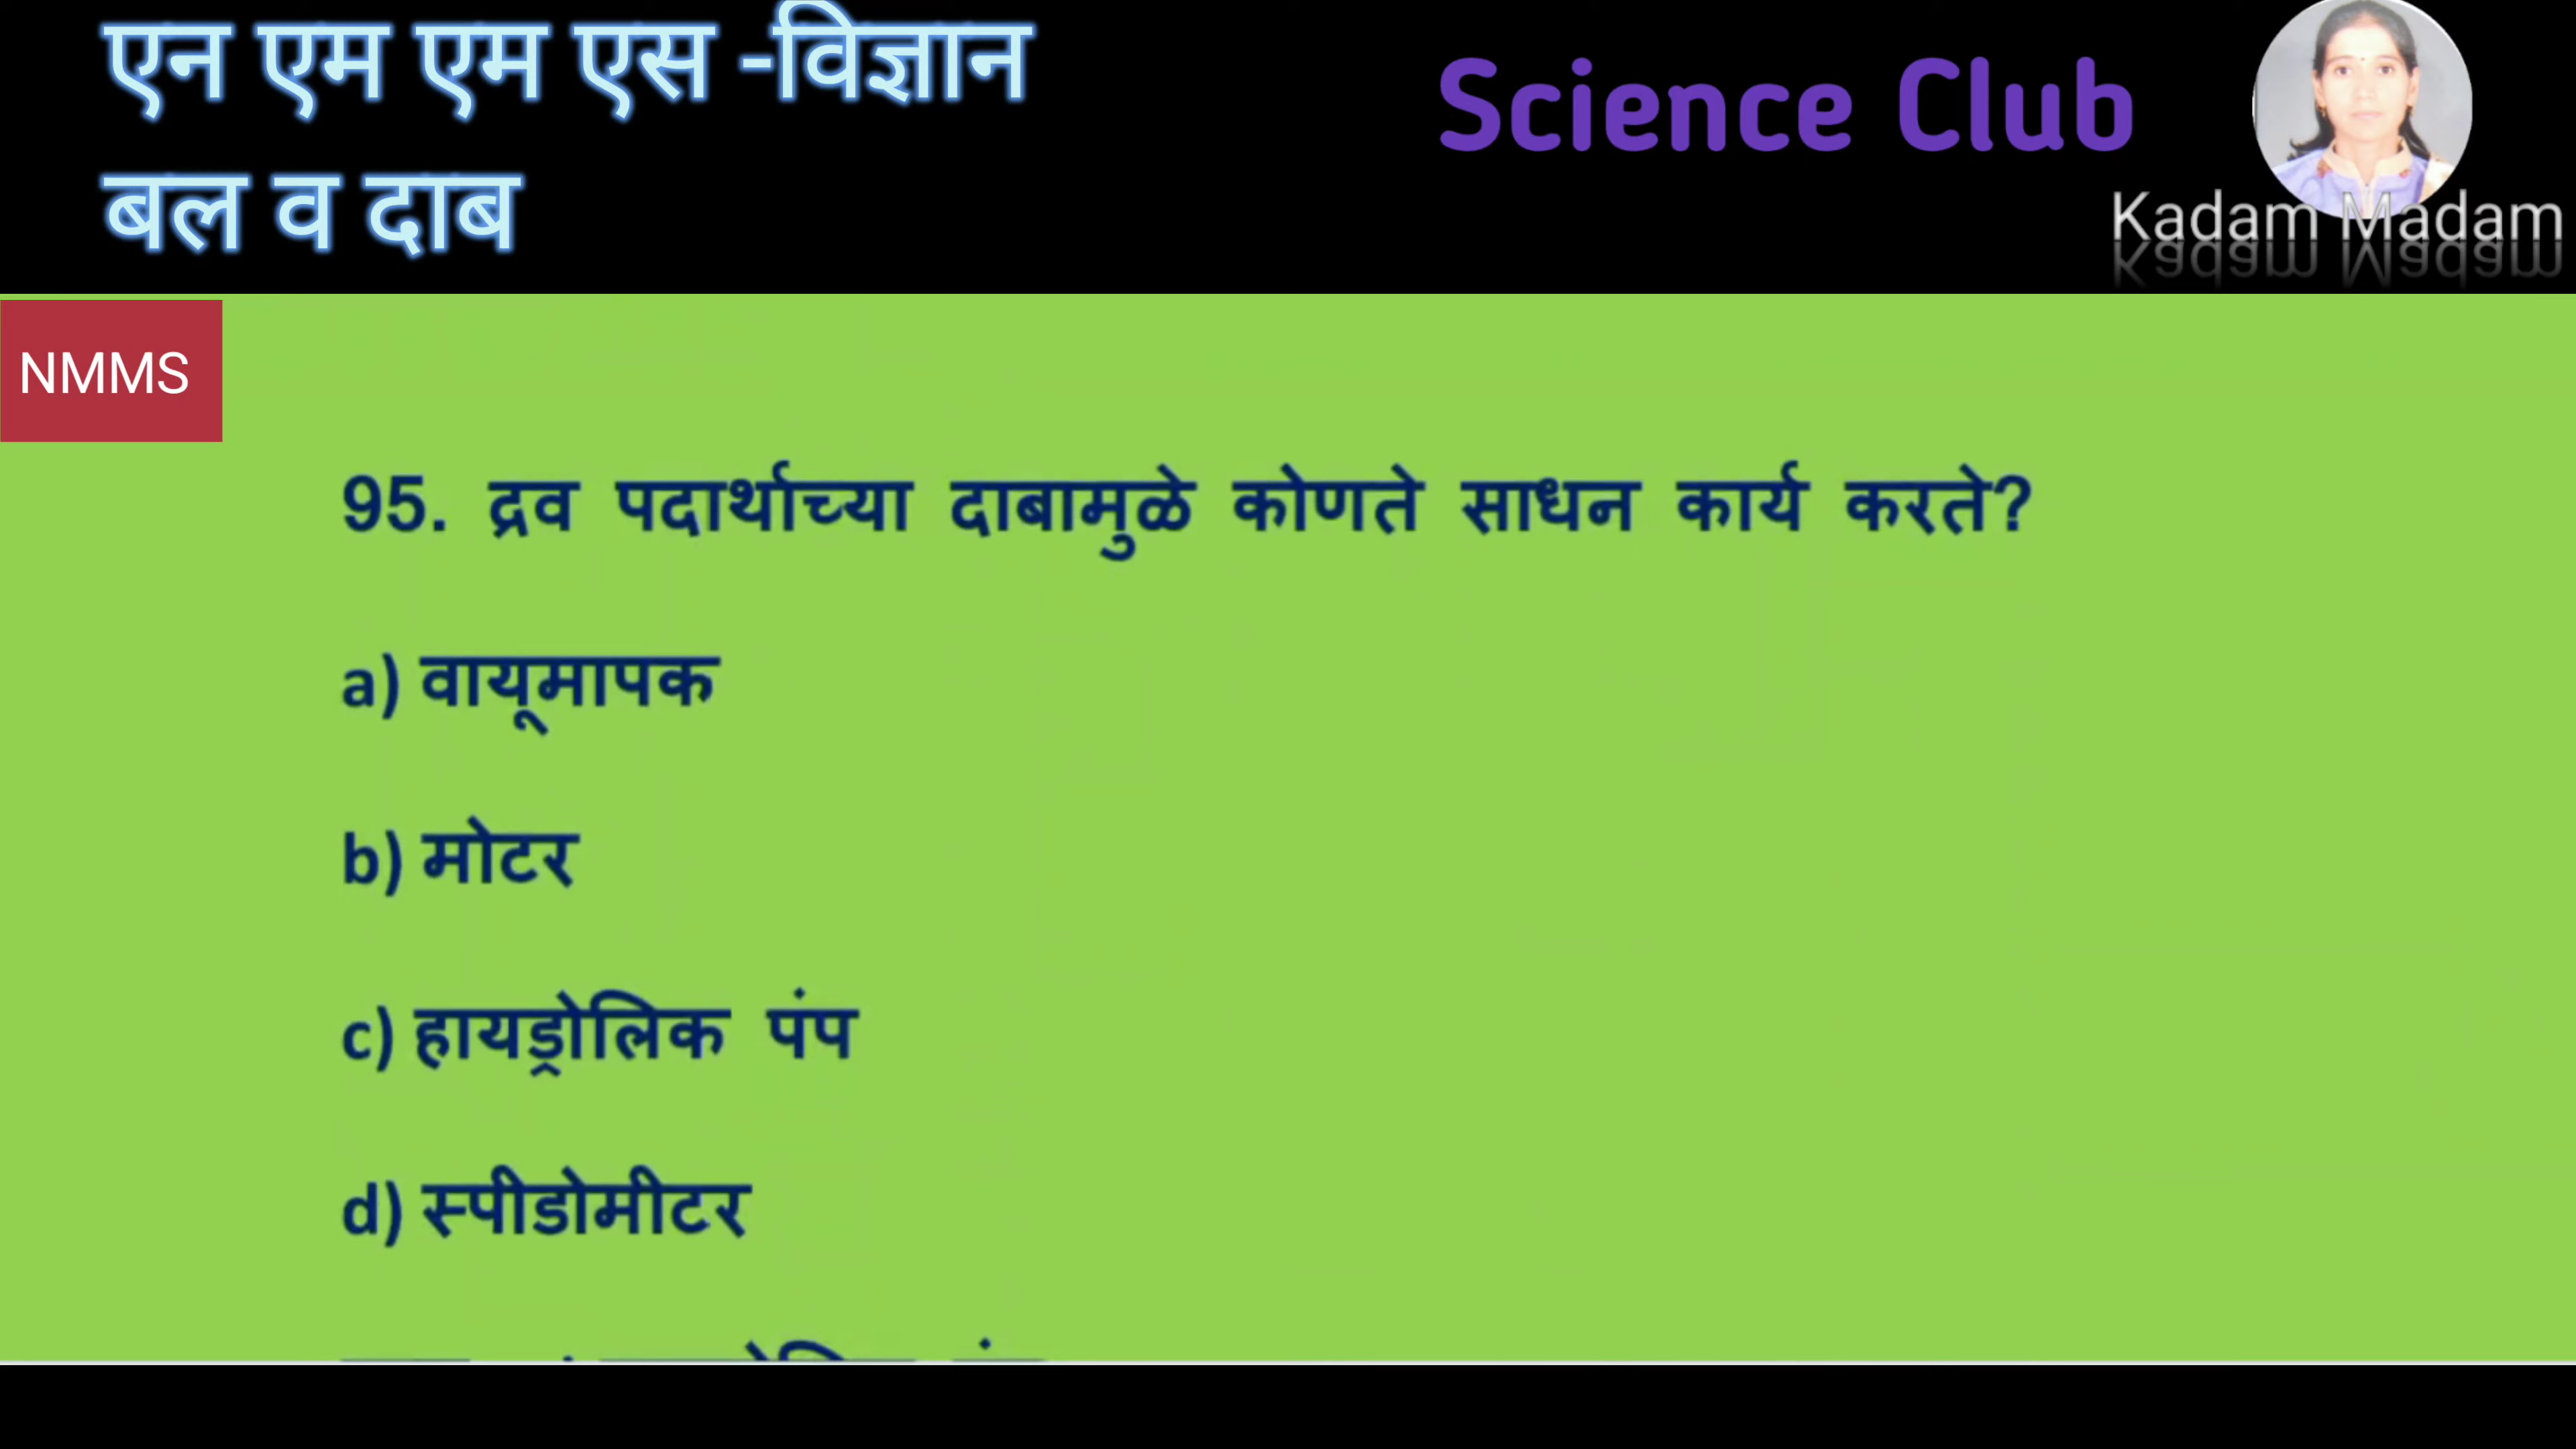 एन एम एम एस -विज्ञान
बल व दाब
Science Club
Kadam Madam
NMMS
95. द्रव पदार्थाच्या दाबामुळे कोणते साधन कार्य करते?
a) वायूमापक
b) मोटर
c) हायड्रोलिक पंप
d) स्पीडोमीटर